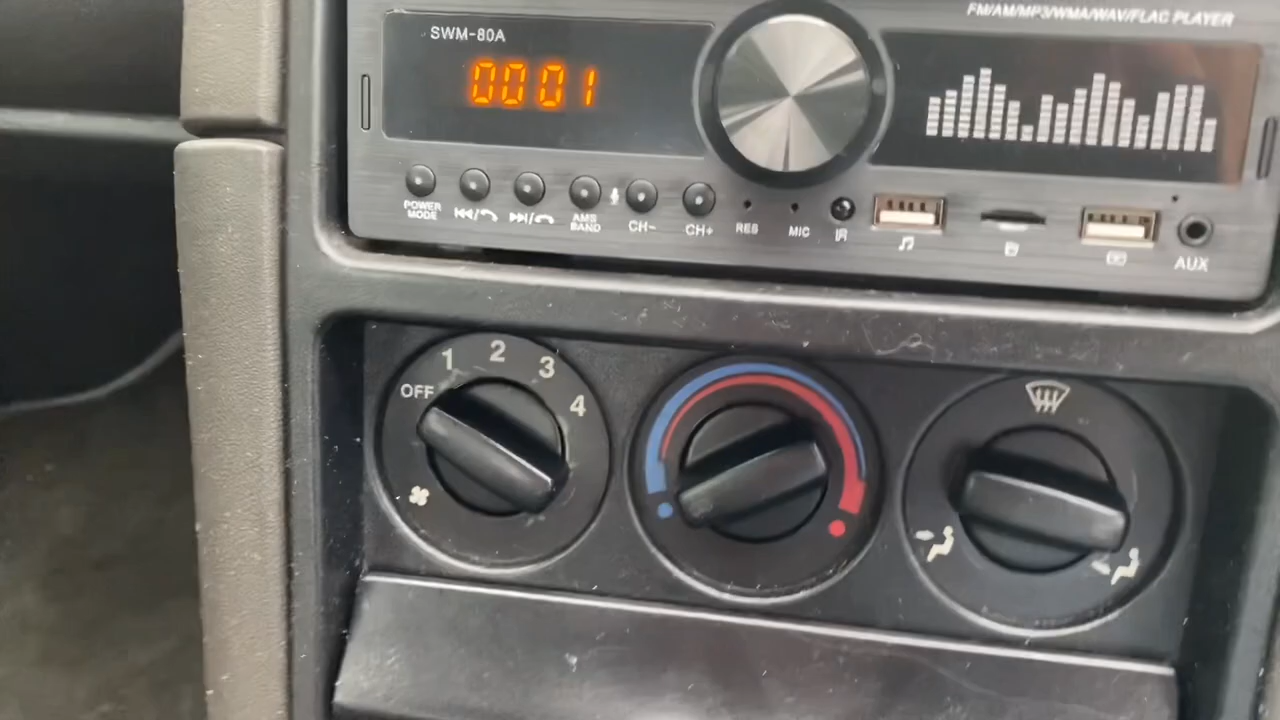 FM/AM/MP3/WMA/WAV/FLAC PLAYER
SWM-80A
0001
POWER
MODE
AMS
BAND
CH-
CH+
RES
MIC
IR
AUX
OFF
1
2
3
4